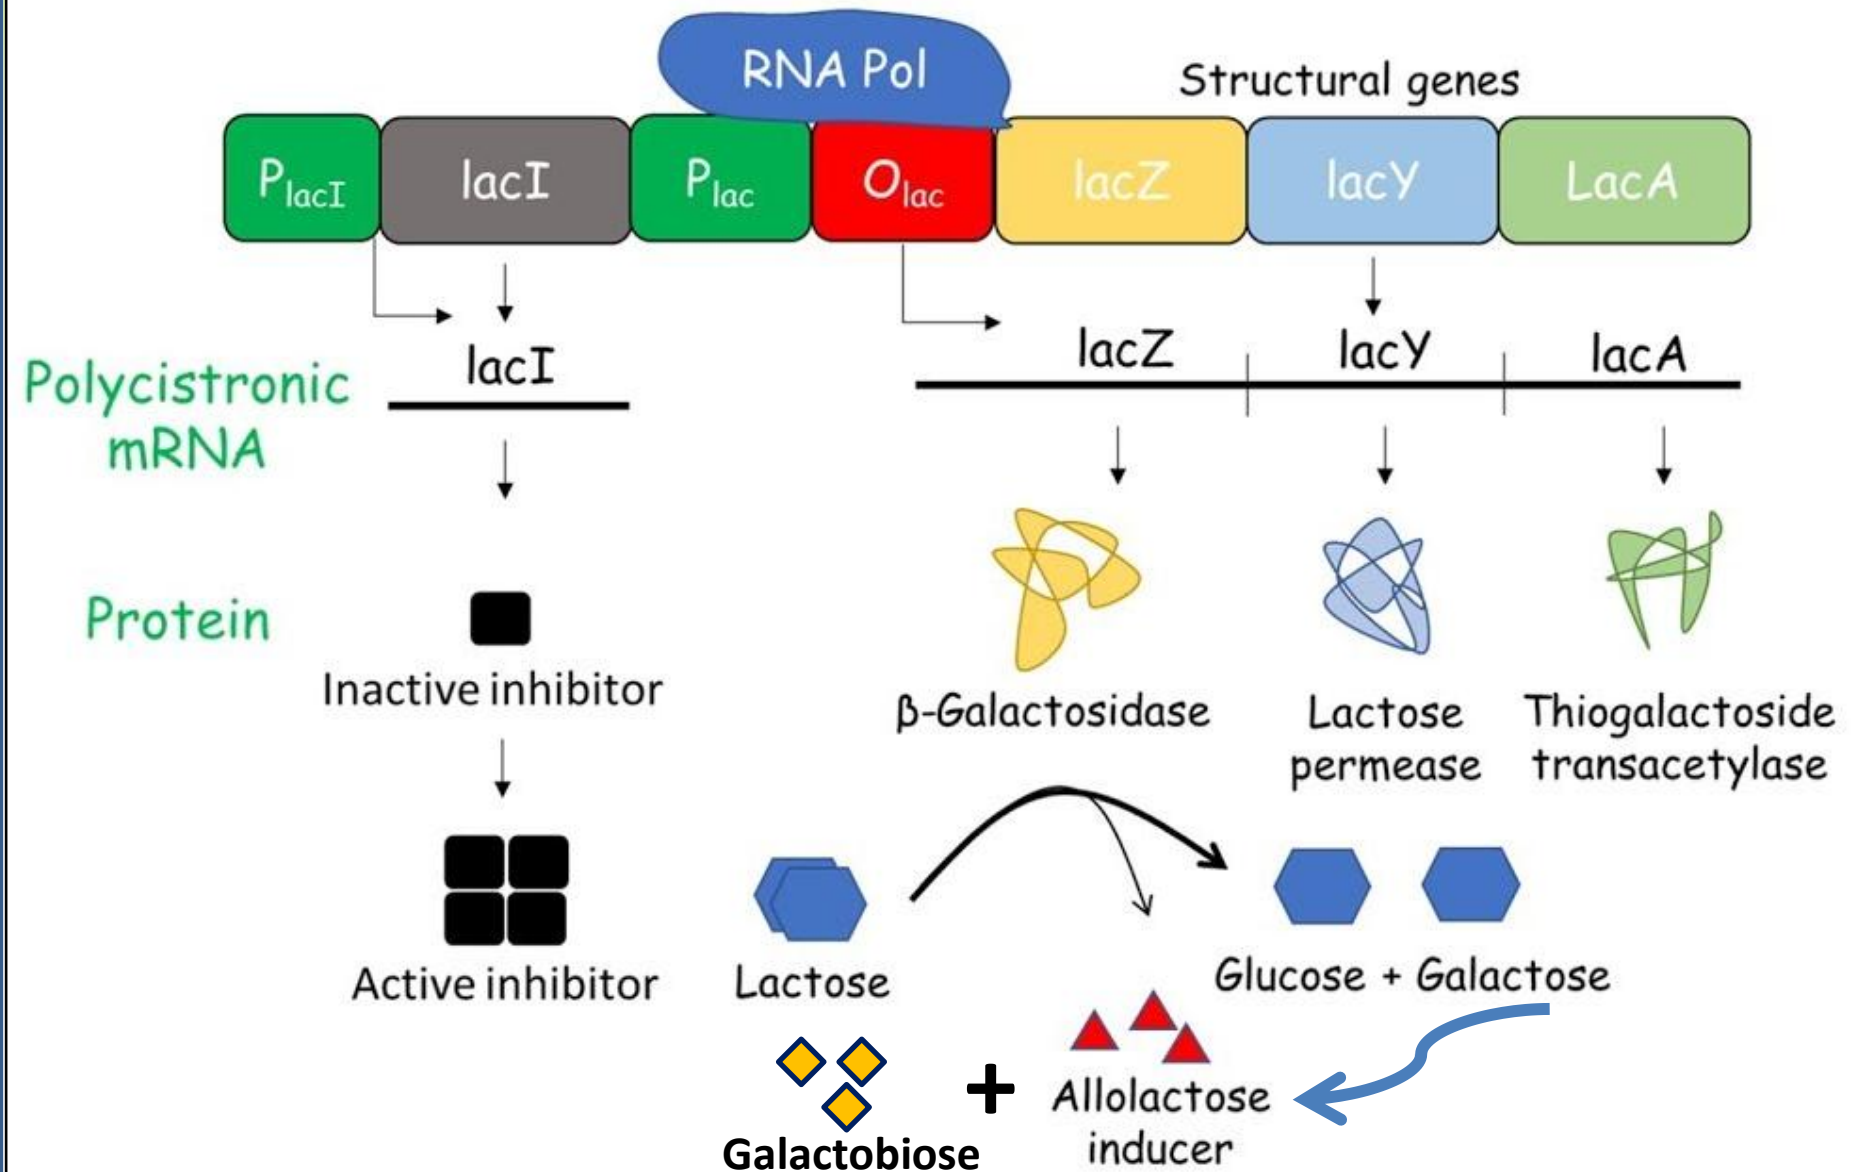 RNA Pol
Structural genes
PlacI
lacI
Plac
Olac
lacZ
lacY
LacA
lacI
lacZ
lacY
lacA
Polycistronic
mRNA
Protein
Inactive inhibitor
β-Galactosidase
Lactose
permease
Thiogalactoside
transacetylase
Active inhibitor
Lactose
Glucose + Galactose
+
Allolactose
inducer
Galactobiose